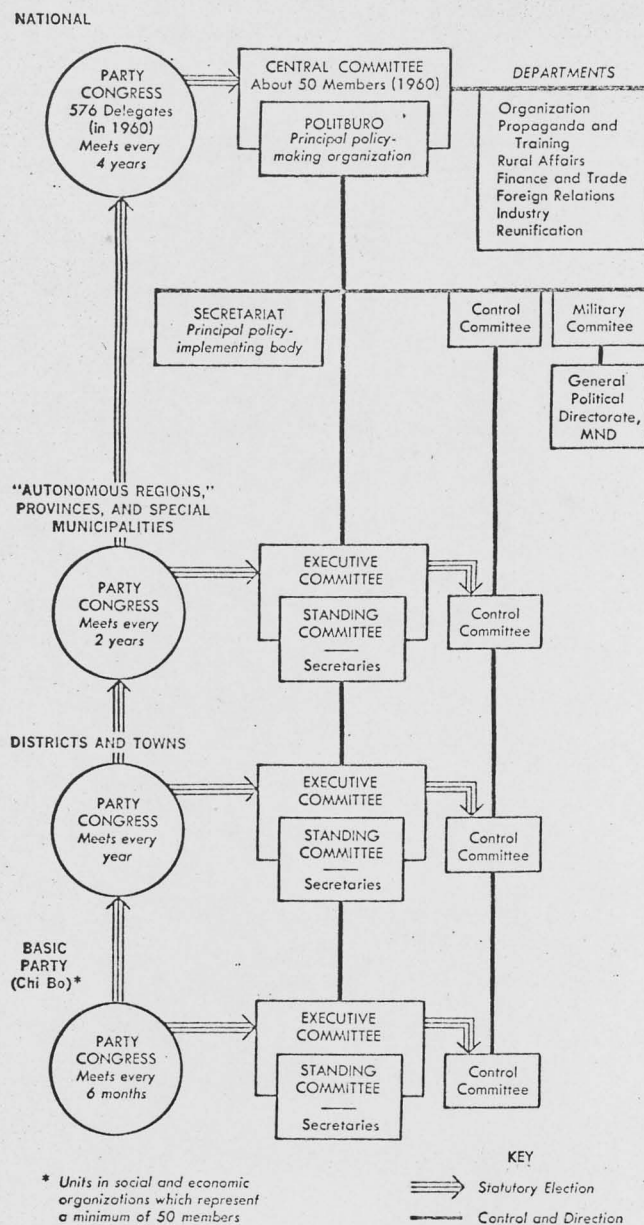 NATIONAL
PARTY
CONGRESS
576 Delegates
(in 1960)
Meets every
4 years
CENTRAL COMMITTEE
About 50 Members (1960)
POLITBURO
Principal policy-
making organization
DEPARTMENTS
Organization
Propaganda and
Training
Rural Affairs
Finance and Trade
Foreign Relations
Industry
Reunification
SECRETARIAT
Principal policy-
implementing body
Control
Committee
Military
Commitee
General
Political
Directorate,
MND
"AUTONOMOUS REGIONS,"
PROVINCES, AND SPECIAL
MUNICIPALITIES
PARTY
CONGRESS
Meets every
2 years
EXECUTIVE
COMMITTEE
STANDING
COMMITTEE
Secretaries
Control
Committee
DISTRICTS AND TOWNS
PARTY
CONGRESS
Meets every
year
EXECUTIVE
COMMITTEE
STANDING
COMMITTEE
Secretaries
Control
Committee
BASIC
PARTY
(Chi Bo)*
PARTY
CONGRESS
Meets every
6 months
EXECUTIVE
COMMITTEE
STANDING
COMMITTEE
Secretaries
Control
Committee
* Units in social and economic
organizations which represent
a minimum of 50 members
KEY
Statutory Election
Control and Direction